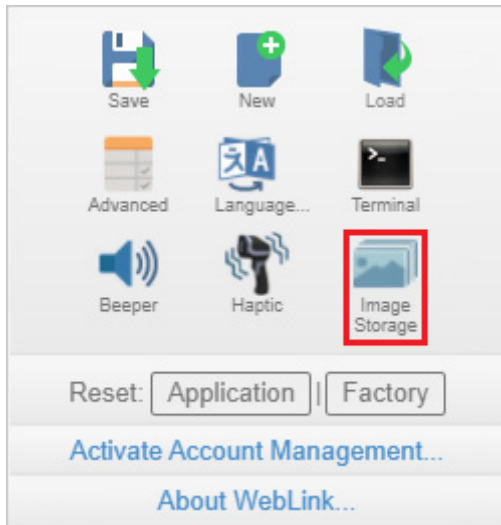 Save New Load
Advanced Language... Terminal
Beeper Haptic Image
Storage
Reset: Application | Factory
Activate Account Management...
About WebLink...